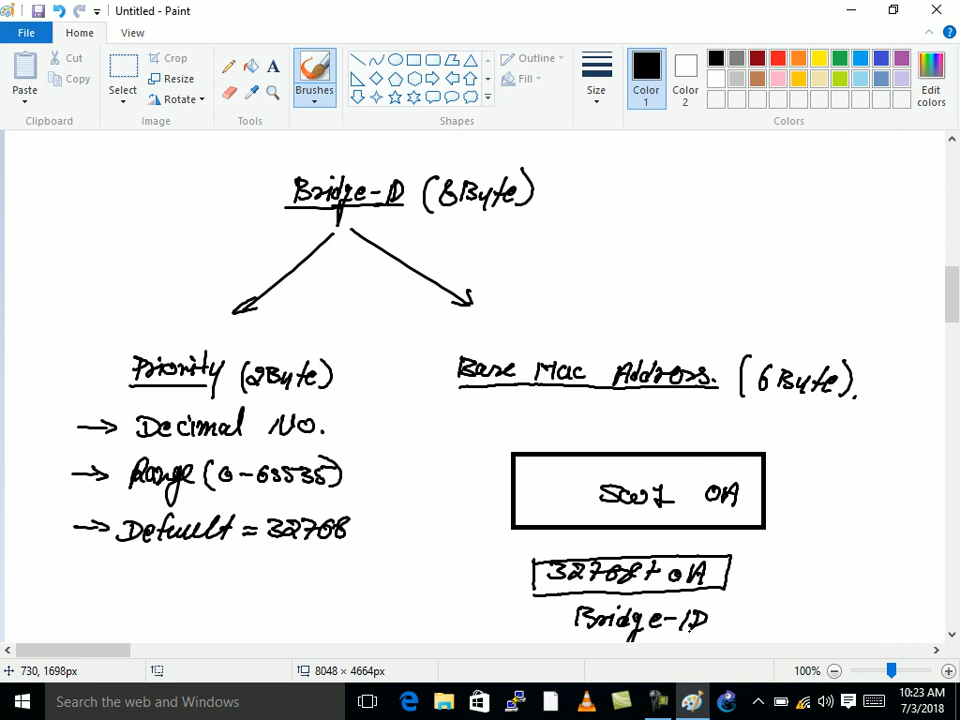 Untitled - Paint
File Home View
Paste
Cut
Copy
Clipboard
Select
Crop
Resize
Rotate
Image
A
Tools
Brushes
Shapes
Outline
Fill
Size
Color 1
Color 2
Edit colors
Colors
Bridge-ID (8Byte)
Priority (2Byte)
Base Mac Address. (6Byte).
→ Decimal No.
→ Range (0-65535)
→ Default = 32768
SW1 0A
32768+0A
Bridge-ID
730, 1698px
8048 × 4664px
100%
Search the web and Windows
10:23 AM
7/3/2018